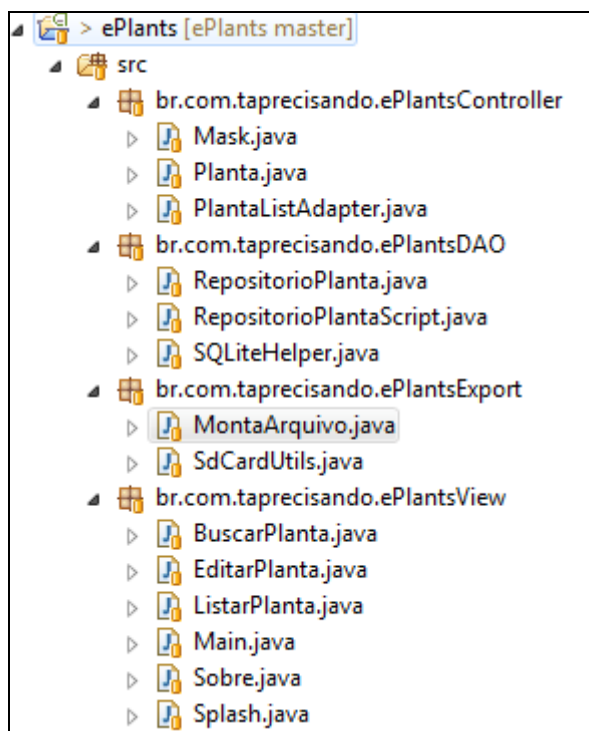 > ePlants [ePlants master]
src
br.com.taprecisando.ePlantsController
Mask.java
Planta.java
PlantaListAdapter.java
br.com.taprecisando.ePlantsDAO
RepositorioPlanta.java
RepositorioPlantaScript.java
SQLiteHelper.java
br.com.taprecisando.ePlantsExport
MontaArquivo.java
SdCardUtils.java
br.com.taprecisando.ePlantsView
BuscarPlanta.java
EditarPlanta.java
ListarPlanta.java
Main.java
Sobre.java
Splash.java